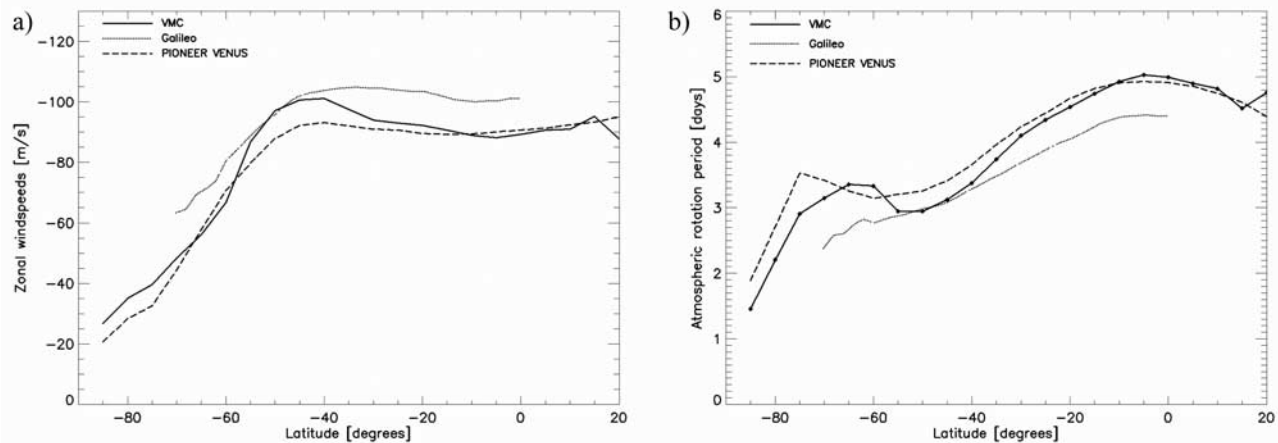 a)
VMC
Galileo
PIONEER VENUS
-120
-100
-80
-60
-40
-20
0
Zonal windspeeds [m/s]
-80 -60 -40 -20 0 20
Latitude [degrees]
b)
VMC
Galileo
PIONEER VENUS
6
5
4
3
2
1
0
Atmospheric rotation period [days]
-80 -60 -40 -20 0 20
Latitude [degrees]